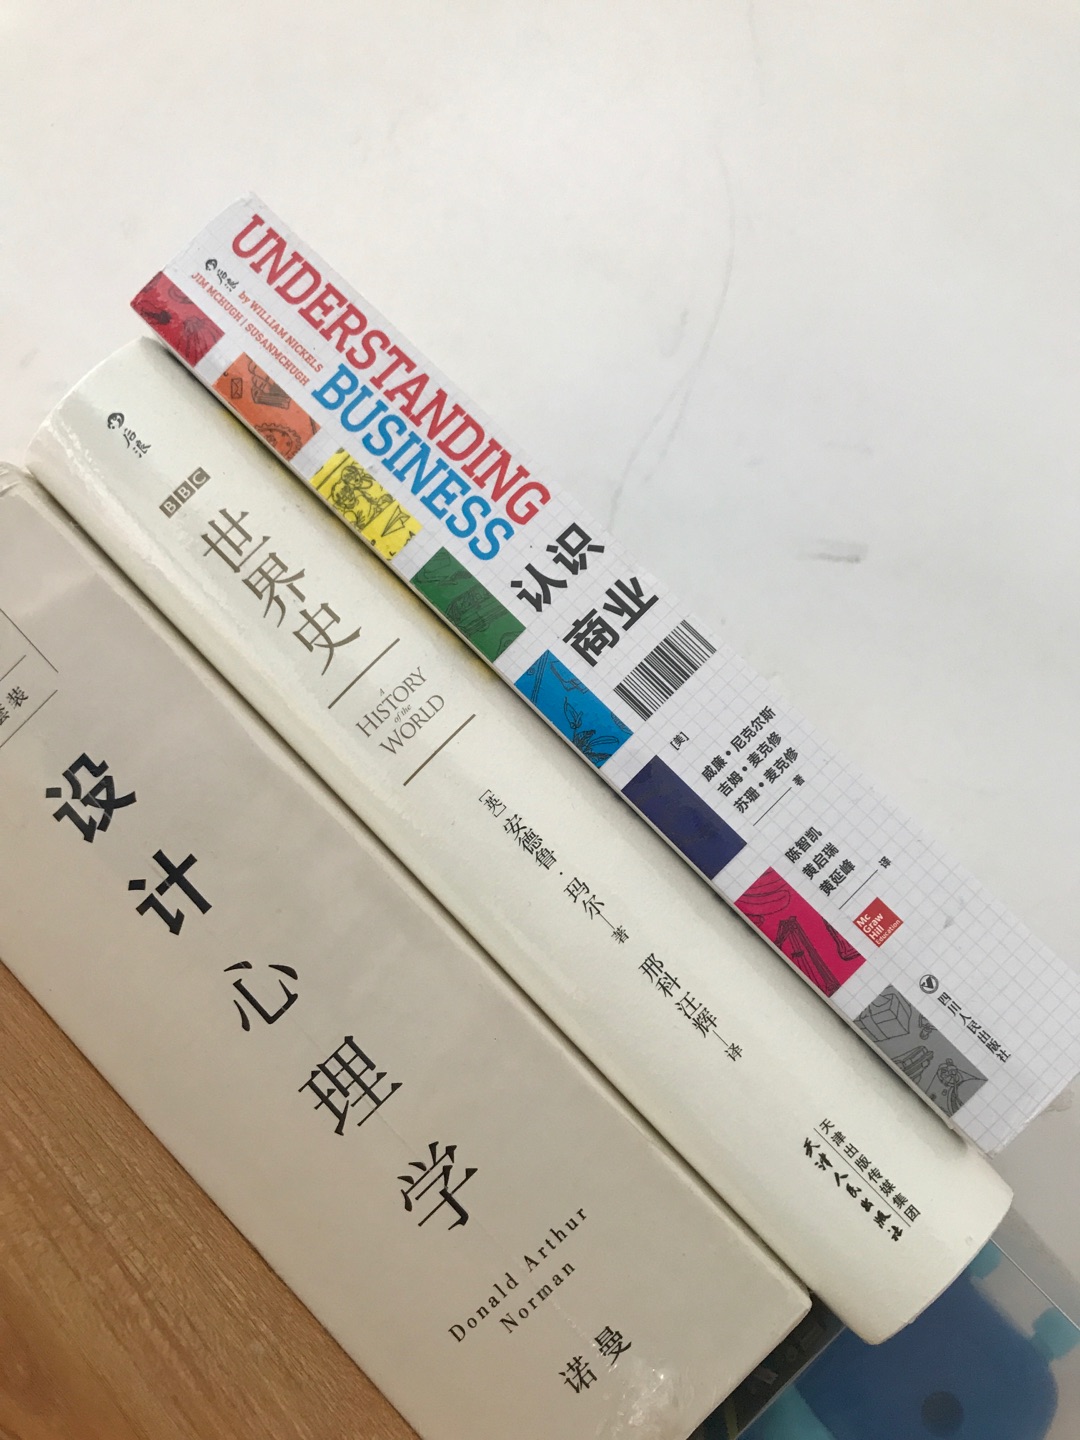 后浪
UNDERSTANDING
BUSINESS
by WILLIAM NICKELS
JIM MCHUGH | SUSANMCHUGH
认识
商业
[美]
威廉·尼克尔斯
吉姆·麦克修
苏珊·麦克修
著
陈智凯
黄启瑞
黄延峰
译
Mc
Graw
Hill
Education
四川人民出版社
后浪
BBC
世界史
A
HISTORY
of the
WORLD
[英]安德鲁·玛尔 著
邢科 汪辉 译
天津出版传媒集团
天津人民出版社
套装
设计心理学
Donald Arthur
Norman
诺曼